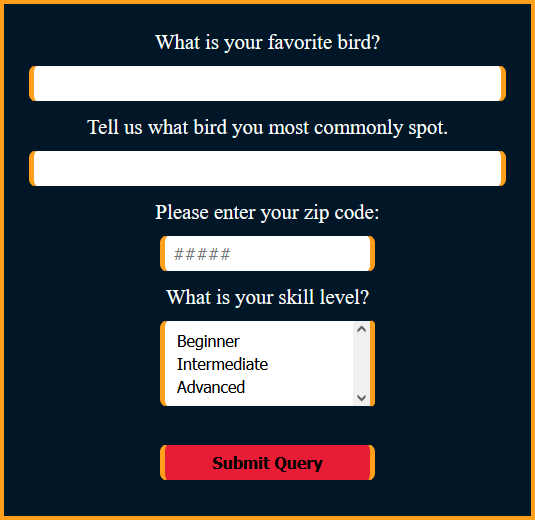 What is your favorite bird?
Tell us what bird you most commonly spot.
Please enter your zip code:
#####
What is your skill level?
Beginner
Intermediate
Advanced
Submit Query